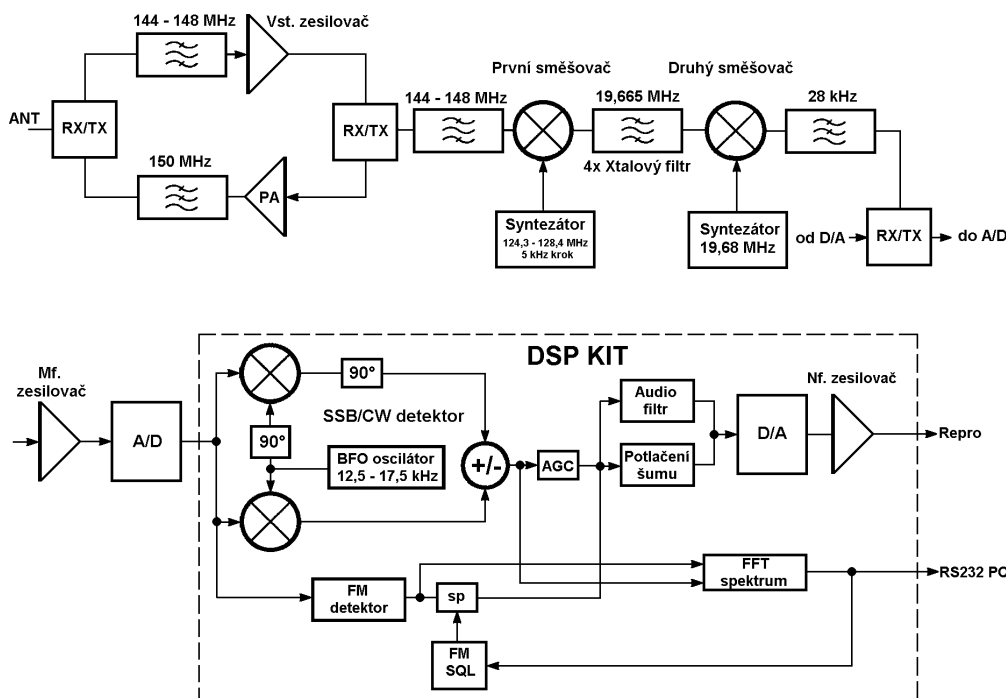 144 - 148 MHz
Vst. zesilovač
ANT
RX/TX
150 MHz
PA
RX/TX
144 - 148 MHz
První směšovač
19,665 MHz
4x Xtalový filtr
Druhý směšovač
28 kHz
Syntezátor
124,3 - 128,4 MHz
5 kHz krok
Syntezátor
19,68 MHz
od D/A
RX/TX
do A/D
DSP KIT
Mf.
zesilovač
A/D
90°
SSB/CW detektor
90°
BFO oscilátor
12,5 - 17,5 kHz
+/-
AGC
Audio
filtr
Potlačení
šumu
D/A
Nf. zesilovač
Repro
FM
detektor
sp
FM
SQL
FFT
spektrum
RS232 PC